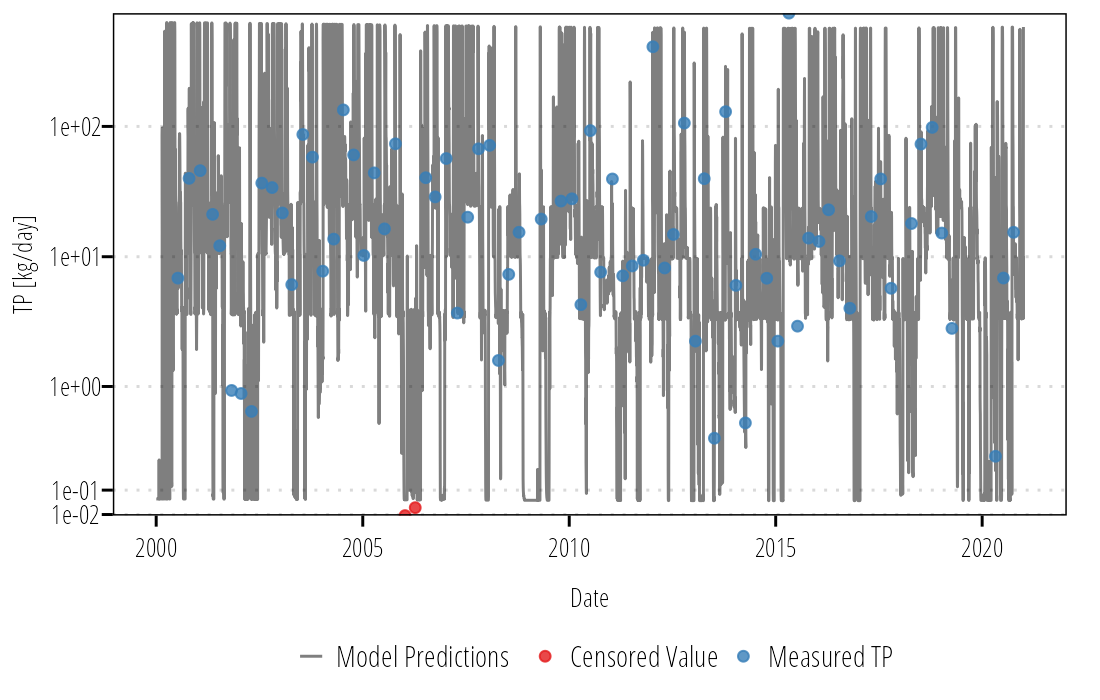 TP [kg/day]
1e+02
1e+01
1e+00
1e-01
1e-02
2000 2005 2010 2015 2020
Date
Model Predictions Censored Value Measured TP